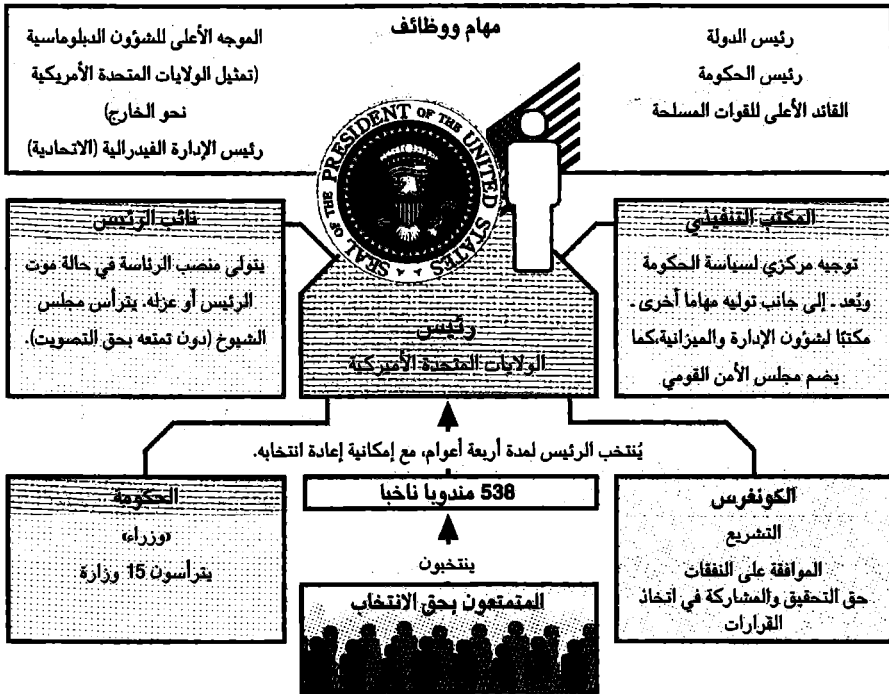 مهام ووظائف
رئيس الدولة
رئيس الحكومة
القائد الأعلى للقوات المسلحة
الموجه الأعلى للشؤون الدبلوماسية
(تمثيل الولايات المتحدة الأمريكية
نحو الخارج)
رئيس الإدارة الفيدرالية (الاتحادية)
SEAL OF THE PRESIDENT OF THE UNITED STATES
المكتب التنفيذي
توجيه مركزي لسياسة الحكومة
ويُعد ـ إلى جانب توليه مهاما أخرى ـ
مكتبًا لشؤون الإدارة والميزانية،كما
يضم مجلس الأمن القومي
رئيس
الولايات المتحدة الأميركية
نائب الرئيس
يتولى منصب الرئاسة في حالة موت
الرئيس أو عزله. يترأس مجلس
الشيوخ (دون تمتعه بحق التصويت).
يُنتخب الرئيس لمدة أربعة أعوام، مع إمكانية إعادة انتخابه.
الكونغرس
التشريع
الموافقة على النفقات
حق التحقيق والمشاركة في اتخاذ
القرارات
538 مندوبا ناخبا
ينتخبون
المتمتعون بحق الانتخاب
الحكومة
«وزراء»
يترأسون 15 وزارة